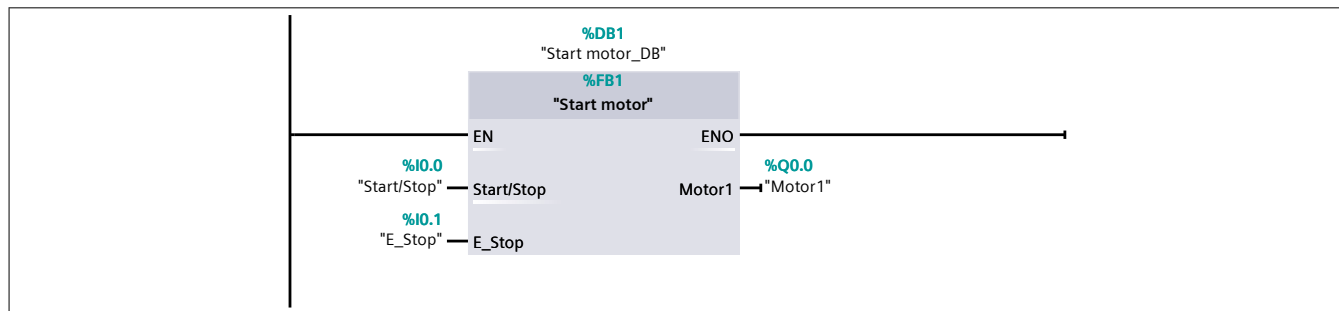 %DB1
"Start motor_DB"
%FB1
"Start motor"
EN ENO
%I0.0 %Q0.0
"Start/Stop" Start/Stop Motor1 "Motor1"
%I0.1
"E_Stop" E_Stop